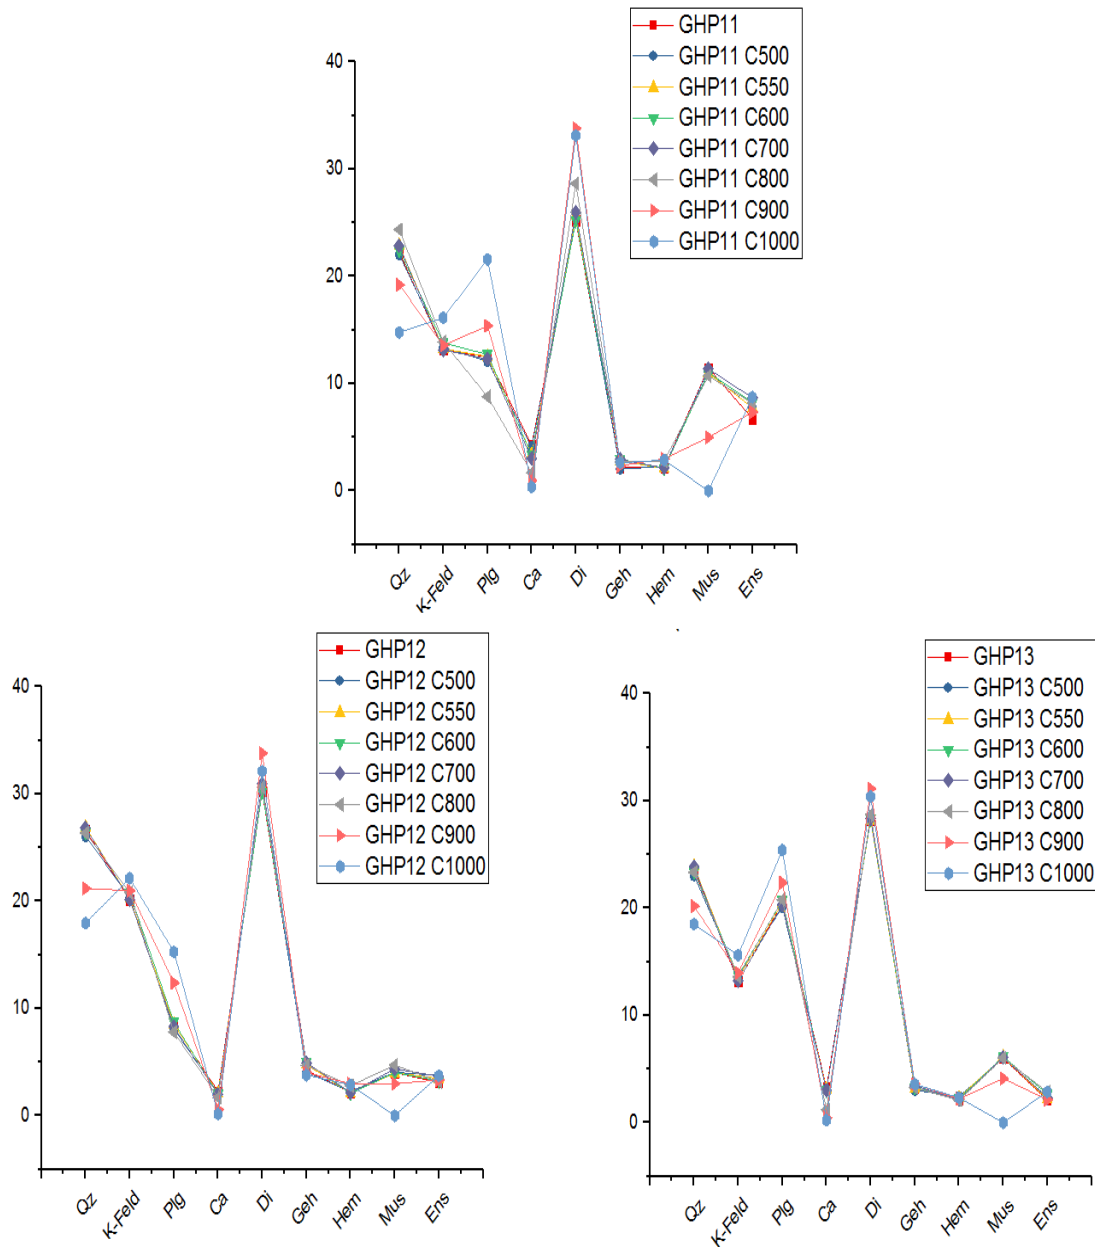 GHP11
GHP11 C500
GHP11 C550
GHP11 C600
GHP11 C700
GHP11 C800
GHP11 C900
GHP11 C1000
40
30
20
10
0
Qz
K-Feld
Plg
Ca
Di
Geh
Hem
Mus
Ens
GHP12
GHP12 C500
GHP12 C550
GHP12 C600
GHP12 C700
GHP12 C800
GHP12 C900
GHP12 C1000
40
30
20
10
0
Qz
K-Feld
Plg
Ca
Di
Geh
Hem
Mus
Ens
GHP13
GHP13 C500
GHP13 C550
GHP13 C600
GHP13 C700
GHP13 C800
GHP13 C900
GHP13 C1000
40
30
20
10
0
Qz
K-Feld
Plg
Ca
Di
Geh
Hem
Mus
Ens